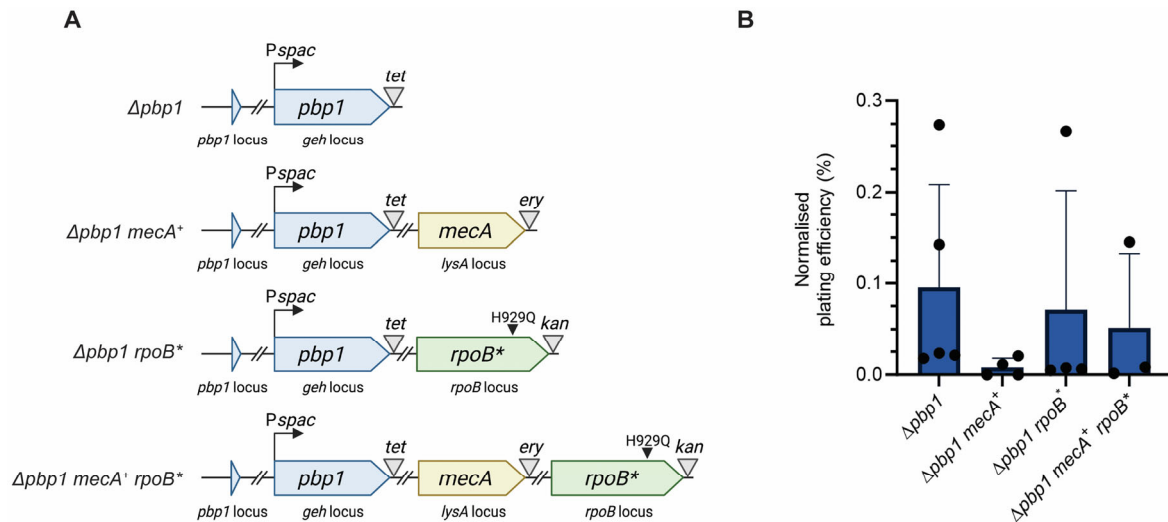 A
Pspac
tet
Δpbp1
pbp1
pbp1 locus
geh locus
Pspac
tet
ery
Δpbp1 mecA⁺
pbp1
mecA
pbp1 locus
geh locus
lysA locus
Pspac
tet
H929Q
kan
Δpbp1 rpoB*
pbp1
rpoB*
pbp1 locus
geh locus
rpoB locus
Pspac
tet
ery
H929Q
kan
Δpbp1 mecA⁺ rpoB*
pbp1
mecA
rpoB*
pbp1 locus
geh locus
lysA locus
rpoB locus
B
Normalised
plating efficiency (%)
0.3
0.2
0.1
0.0
Δpbp1
Δpbp1 mecA⁺
Δpbp1 rpoB*
Δpbp1 mecA⁺ rpoB*